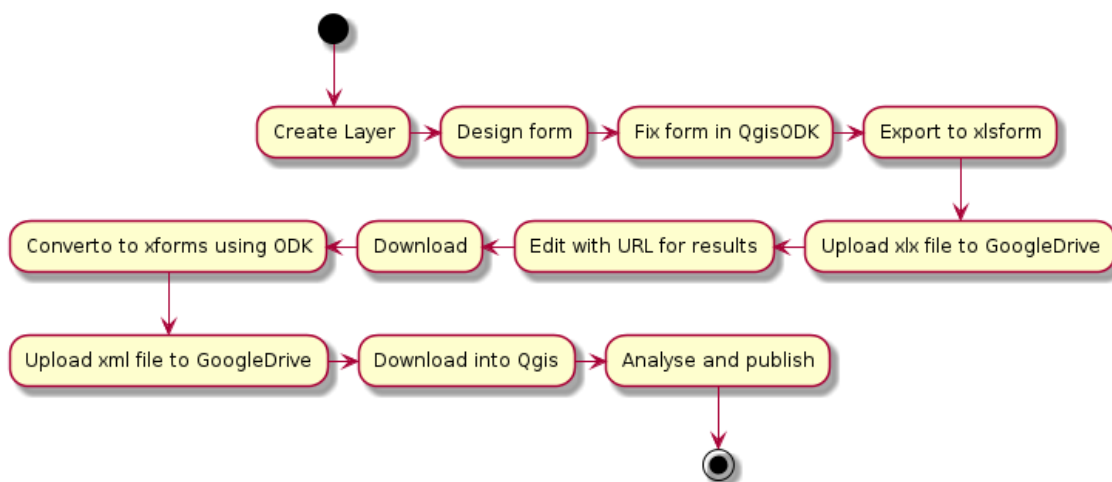 Create Layer
Design form
Fix form in QgisODK
Export to xlsform
Converto to xforms using ODK
Download
Edit with URL for results
Upload xlx file to GoogleDrive
Upload xml file to GoogleDrive
Download into Qgis
Analyse and publish